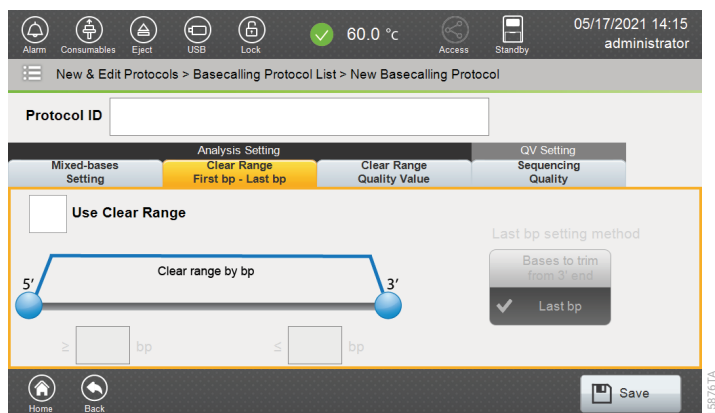 05/17/2021 14:15
60.0 °c
administrator
Alarm Consumables Eject USB Lock Access Standby
New & Edit Protocols > Basecalling Protocol List > New Basecalling Protocol
Protocol ID
Analysis Setting QV Setting
Mixed-bases Clear Range Clear Range Sequencing
Setting First bp - Last bp Quality Value Quality
Use Clear Range
Last bp setting method
Bases to trim
from 3' end
Clear range by bp
5' 3'
Last bp
≥ bp ≤ bp
Save
Home Back
5876TA